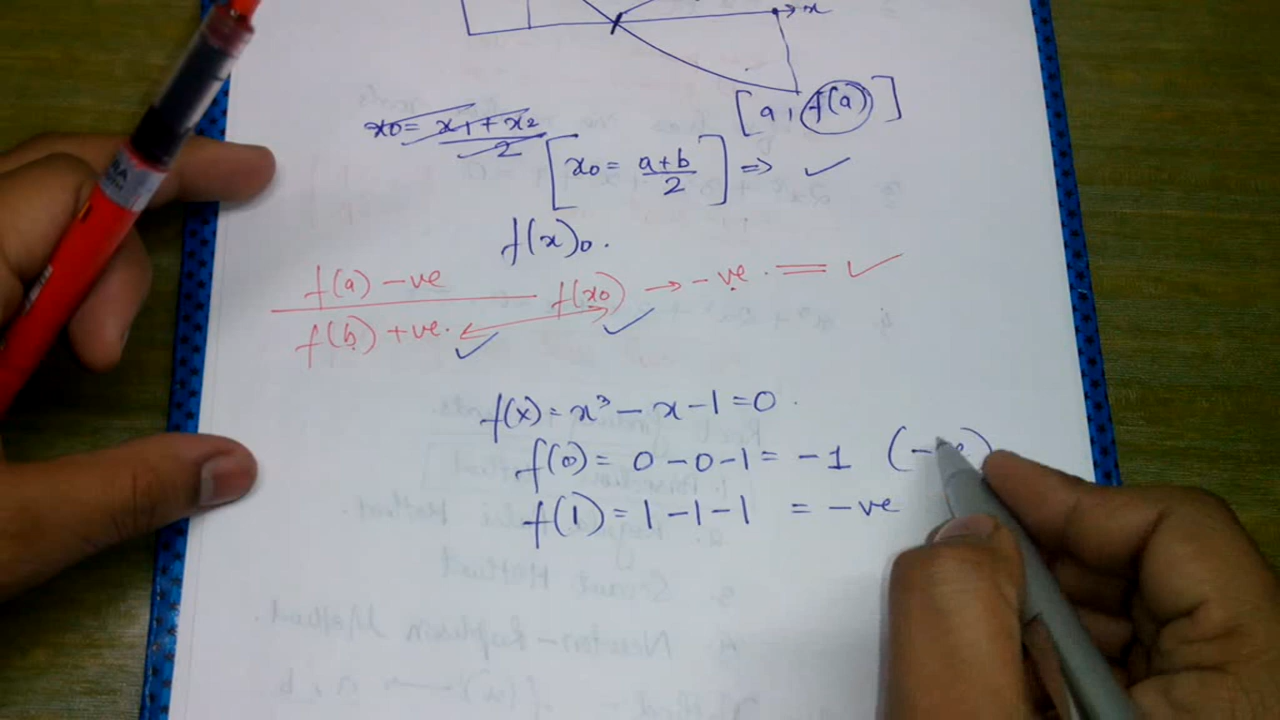 x
[a, f(a)]
x0 = x1 + x2
2
[x0 = a+b/2] => ✓
f(x)0.
f(a) -ve
f(x0) → -ve. = ✓
f(b) +ve.
f(x) = x³ - x - 1 = 0
f(0) = 0 - 0 - 1 = -1 (-ve)
f(1) = 1 - 1 - 1 = -ve